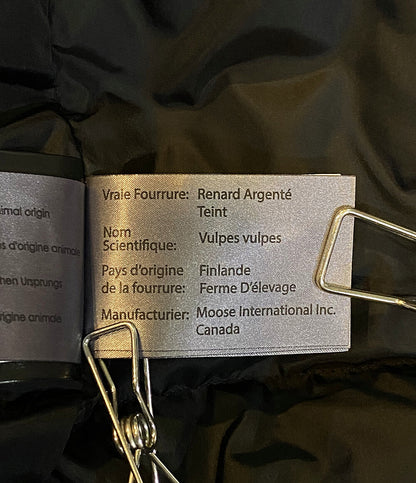 imal origin
s d'origine animale
hen Ursprungs
rigine animale
Vraie Fourrure: Renard Argenté
Teint
Nom
Scientifique: Vulpes vulpes
Pays d'origine Finlande
de la fourrure: Ferme D'élevage
Manufacturier: Moose International Inc.
Canada